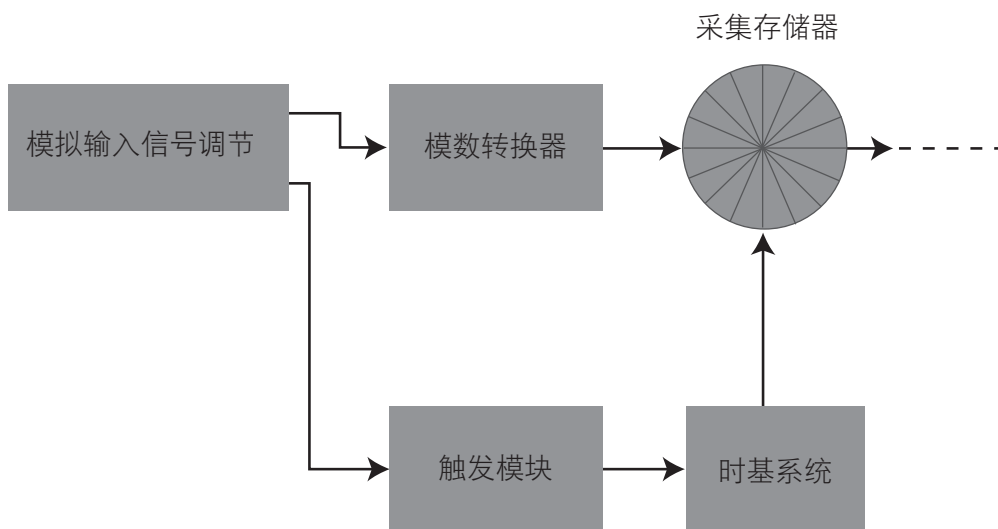 采集存储器
模拟输入信号调节
模数转换器
触发模块
时基系统